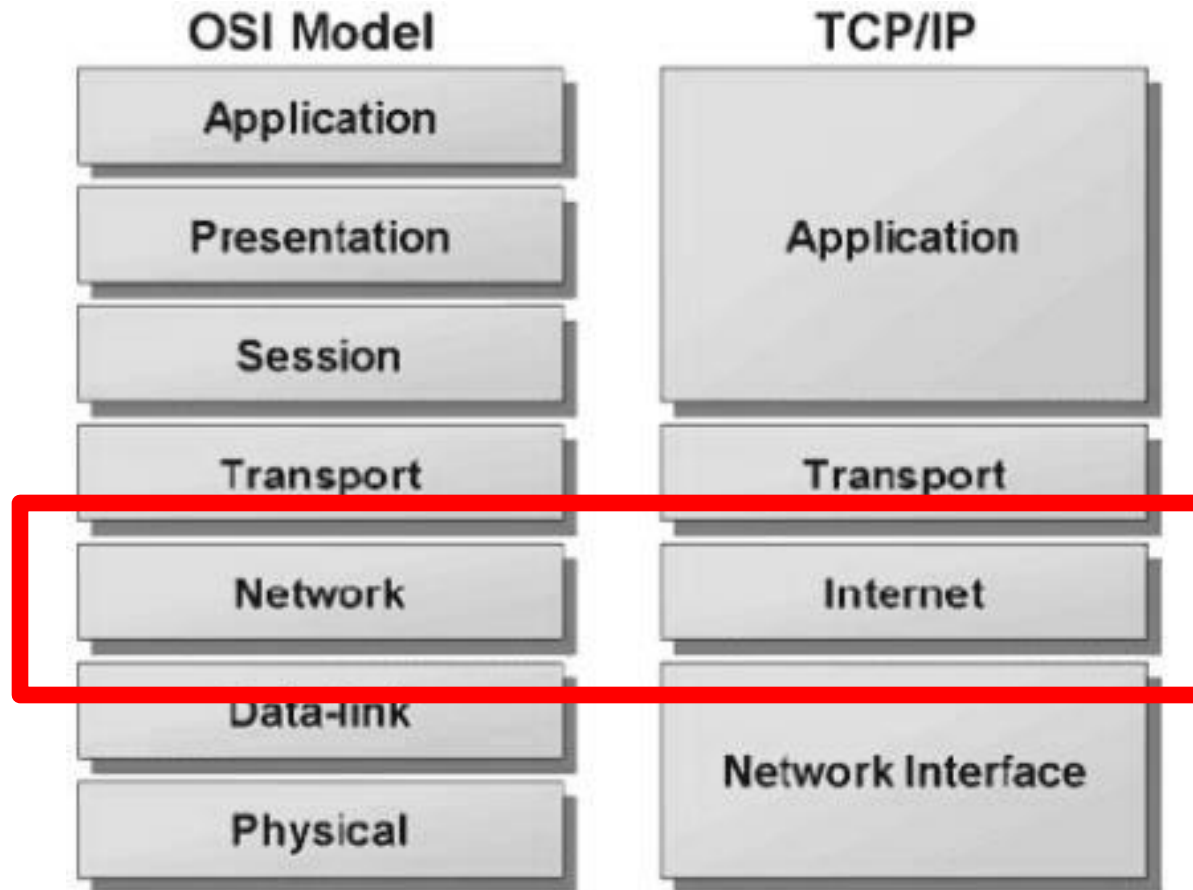 OSI Model
TCP/IP
Application
Presentation
Session
Application
Transport
Transport
Network
Internet
Data-link
Network Interface
Physical